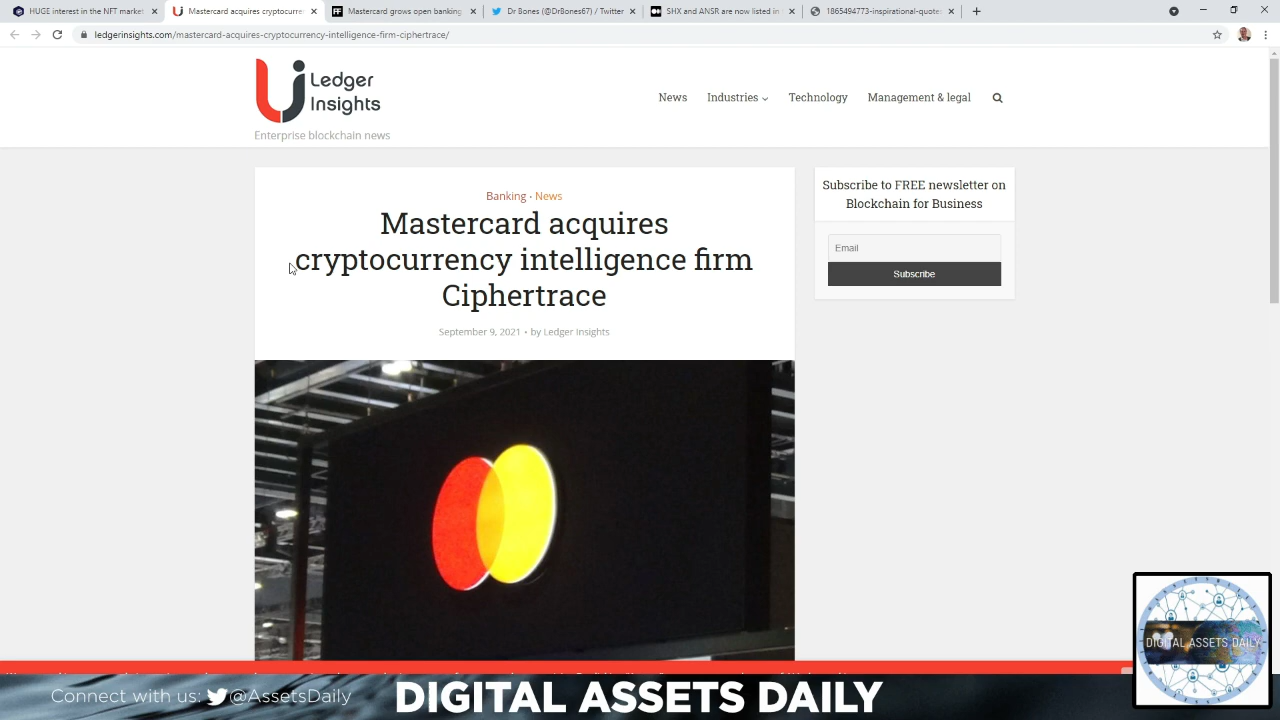 HUGE interest in the NFT market
Mastercard acquires cryptocurre
Mastercard grows open banking
Dr Bones (@DrBones67) / Twitter
SHX and ANSR are now listed in
1865494773-inspirational-quote
ledgerinsights.com/mastercard-acquires-cryptocurrency-intelligence-firm-ciphertrace/
Ledger
Insights
Enterprise blockchain news
News
Industries
Technology
Management & legal
Banking • News
Mastercard acquires
cryptocurrency intelligence firm
Ciphertrace
September 9, 2021 • by Ledger Insights
Subscribe to FREE newsletter on
Blockchain for Business
Email
Subscribe
DIGITAL ASSETS DAILY
Connect with us: @AssetsDaily
DIGITAL ASSETS DAILY